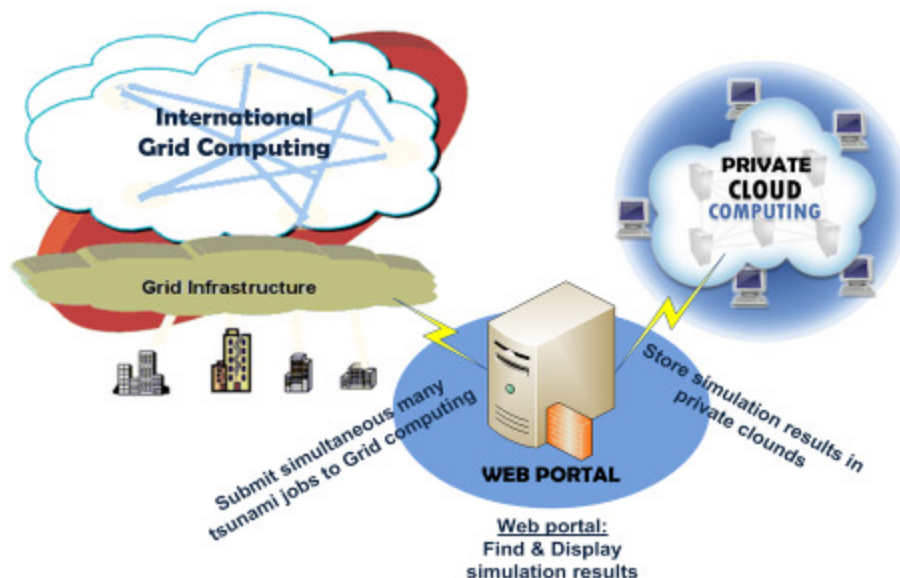 International
Grid Computing
Grid Infrastructure
PRIVATE
CLOUD
COMPUTING
Submit simultaneous many
tsunami jobs to Grid computing
Store simulation results in
private clounds
WEB PORTAL
Web portal:
Find & Display
simulation results